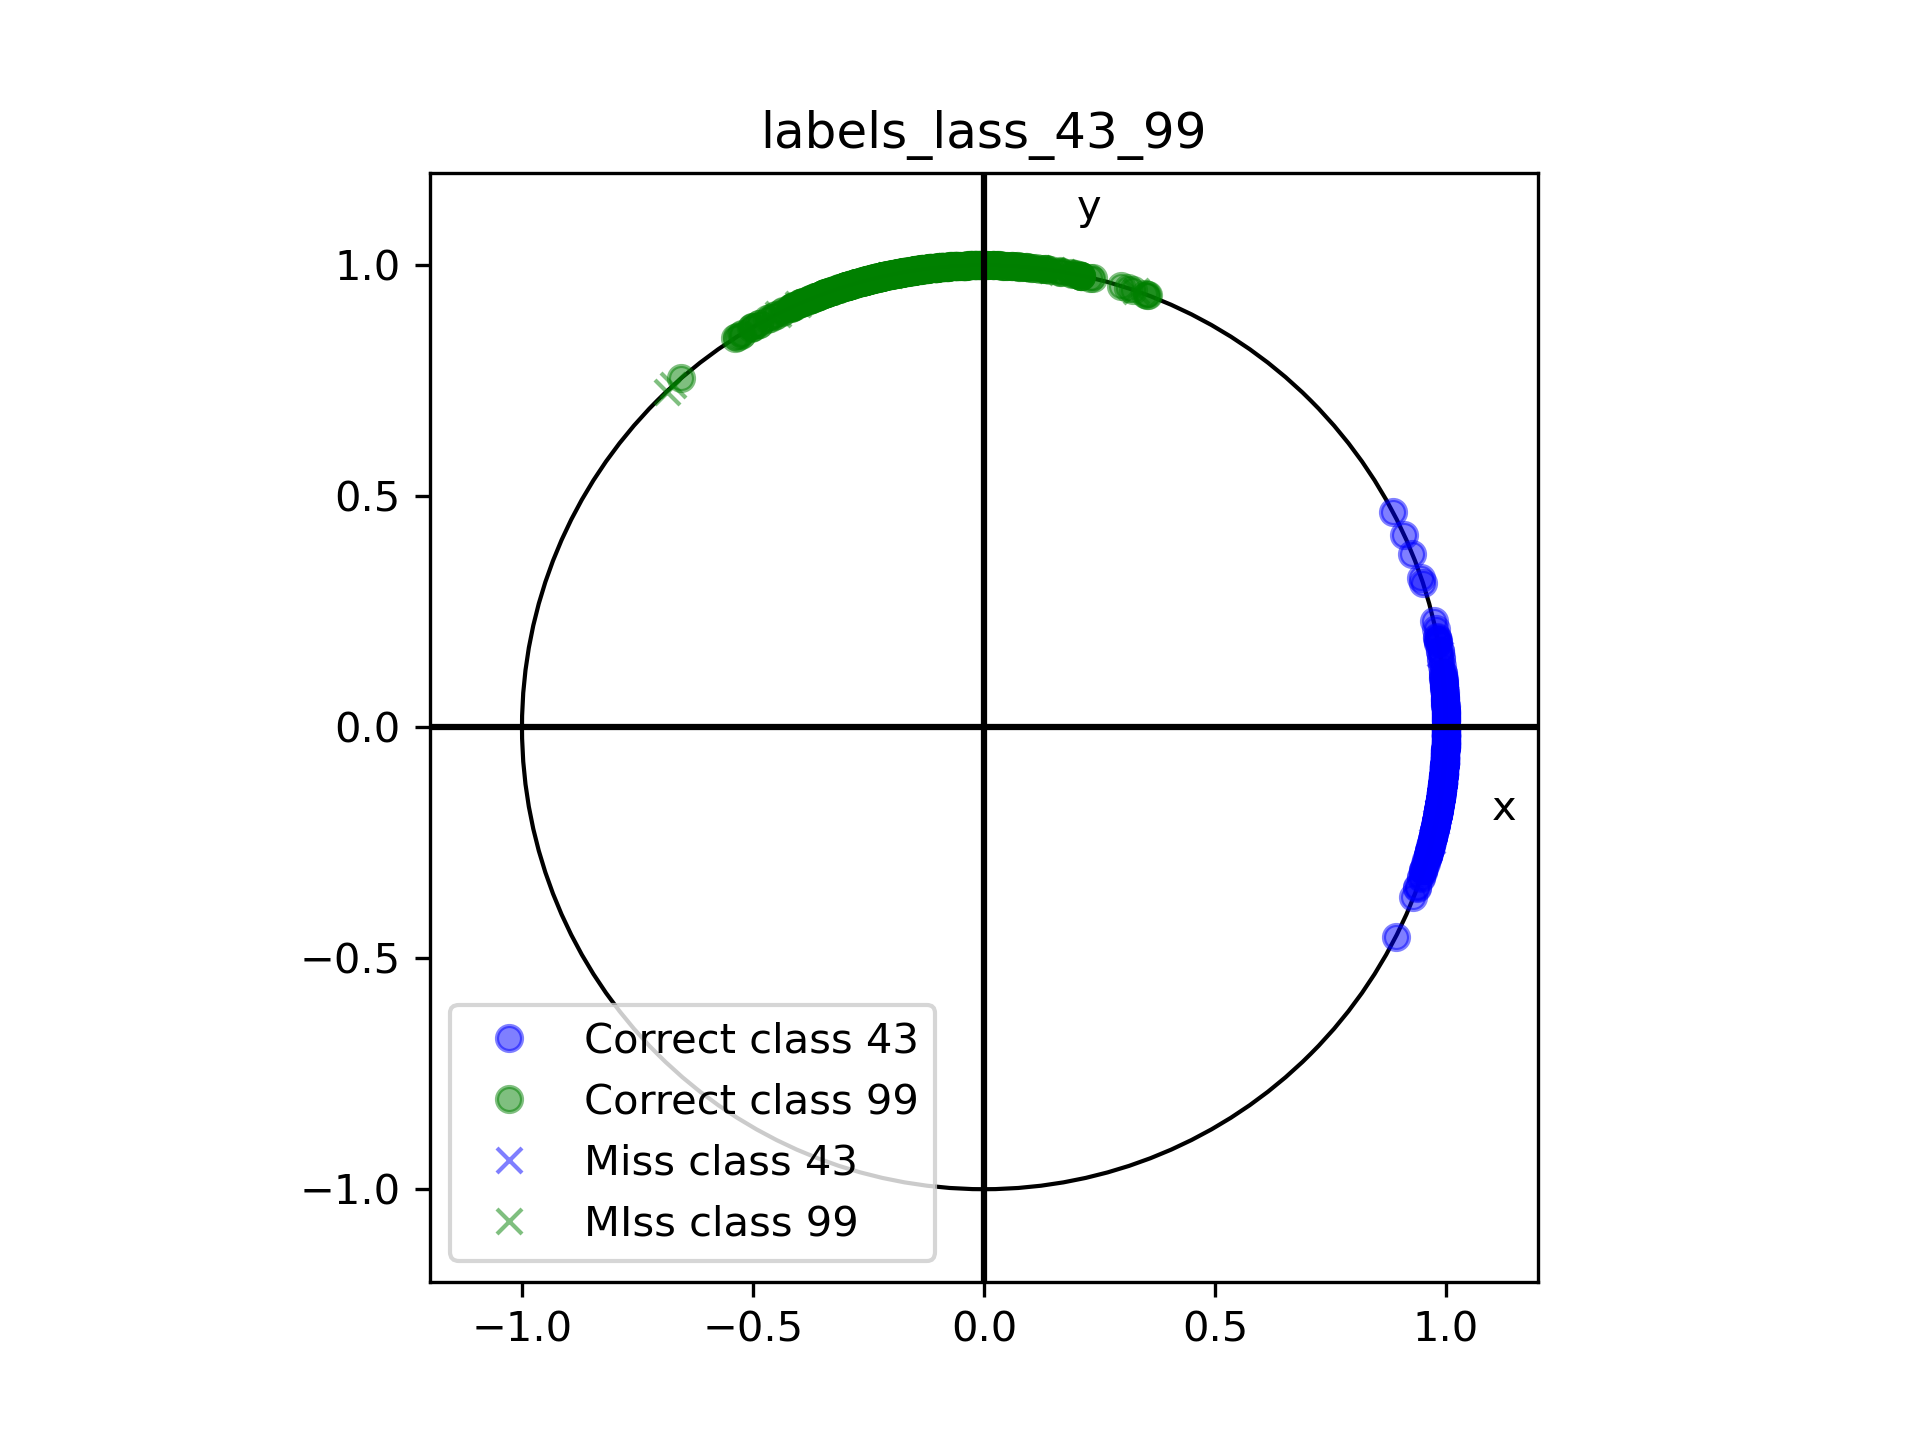 labels_lass_43_99
y
1.0
0.5
0.0
x
−0.5
−1.0
Correct class 43
Correct class 99
Miss class 43
MIss class 99
−1.0 −0.5 0.0 0.5 1.0